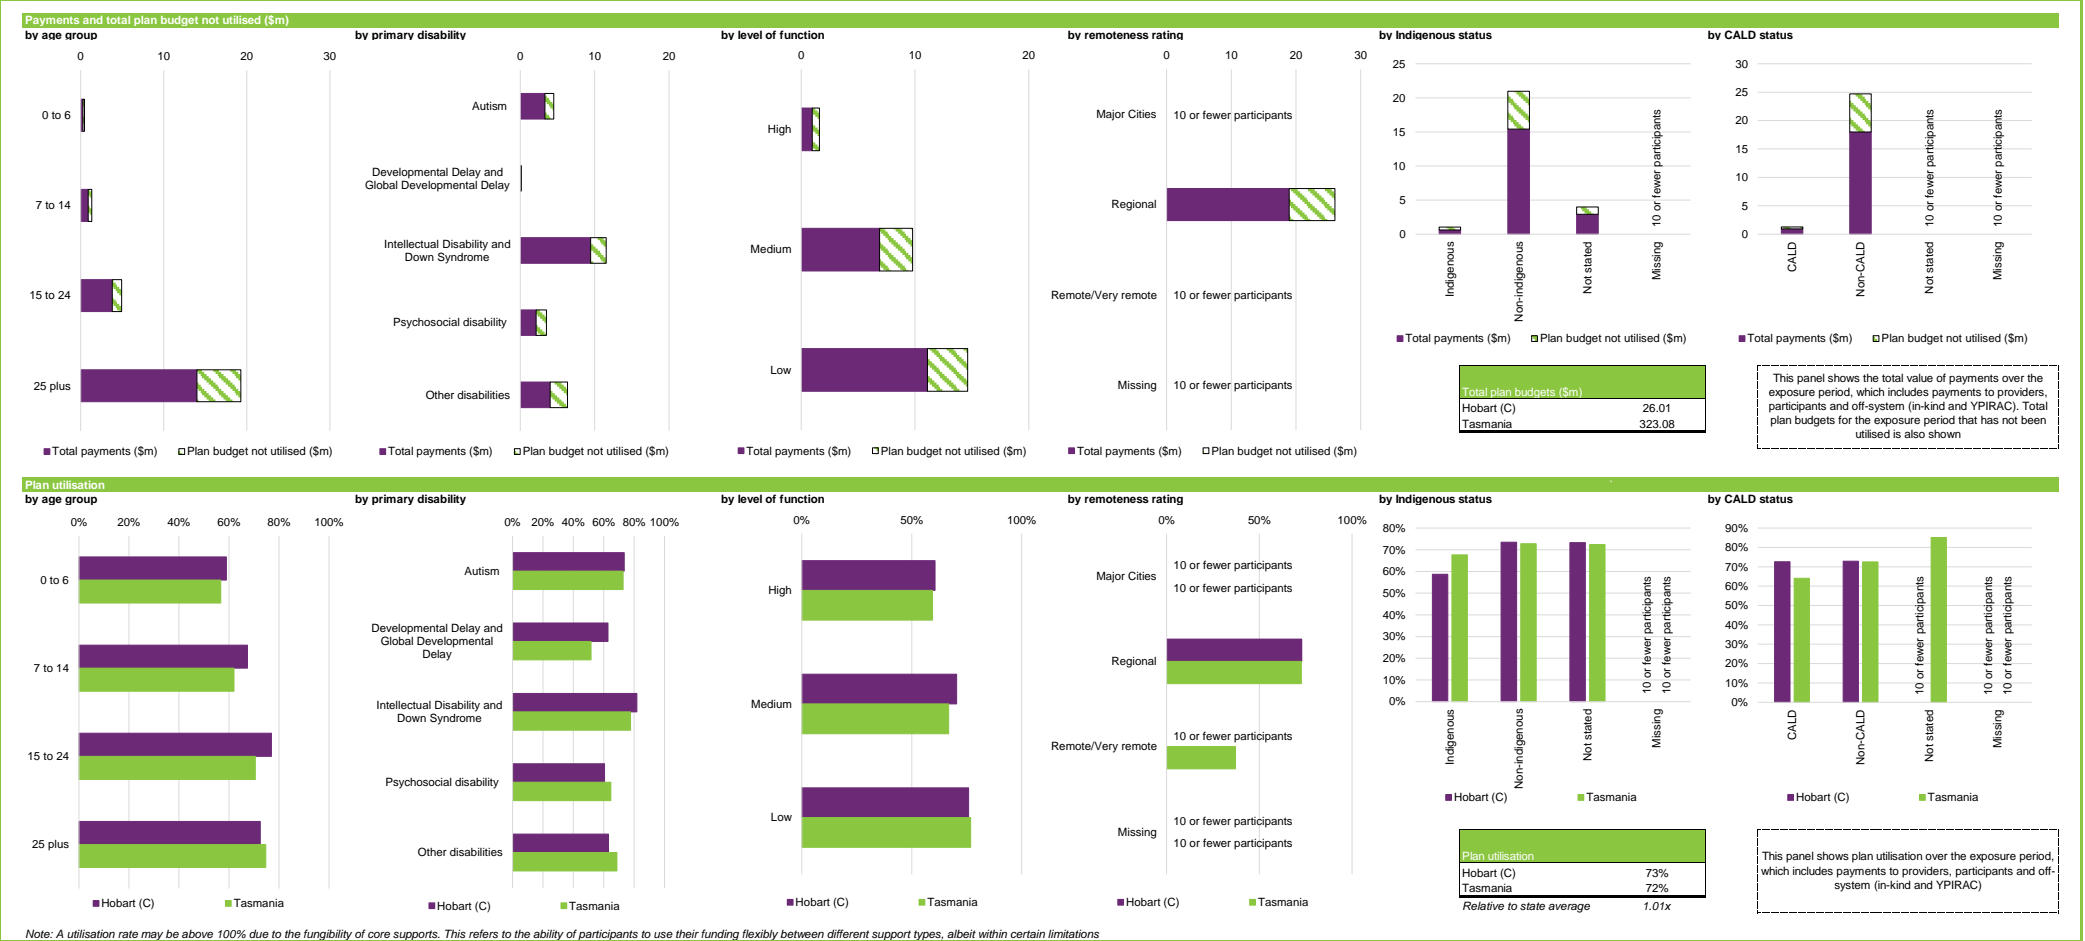 Payments and total plan budget not utilised ($m)
by age group
0 10 20 30
0 to 6
7 to 14
15 to 24
25 plus
Total payments ($m) Plan budget not utilised ($m)
by primary disability
0 10 20
Autism
Developmental Delay and
Global Developmental Delay
Intellectual Disability and
Down Syndrome
Psychosocial disability
Other disabilities
Total payments ($m) Plan budget not utilised ($m)
by level of function
0 10 20
High
Medium
Low
Total payments ($m) Plan budget not utilised ($m)
by remoteness rating
0 10 20 30
Major Cities 10 or fewer participants
Regional
Remote/Very remote 10 or fewer participants
Missing 10 or fewer participants
Total payments ($m) Plan budget not utilised ($m)
by Indigenous status
25
20
15
10
5
0
10 or fewer participants
Indigenous
Non-indigenous
Not stated
Missing
Total payments ($m) Plan budget not utilised ($m)
Total plan budgets ($m)
Hobart (C) 26.01
Tasmania 323.08
by CALD status
30
25
20
15
10
5
0
10 or fewer participants
10 or fewer participants
CALD
Non-CALD
Not stated
Missing
Total payments ($m) Plan budget not utilised ($m)
This panel shows the total value of payments over the
exposure period, which includes payments to providers,
participants and off-system (in-kind and YPIRAC). Total
plan budgets for the exposure period that has not been
utilised is also shown
Plan utilisation
by age group
0% 20% 40% 60% 80% 100%
0 to 6
7 to 14
15 to 24
25 plus
Hobart (C) Tasmania
by primary disability
0% 20% 40% 60% 80% 100%
Autism
Developmental Delay and
Global Developmental
Delay
Intellectual Disability and
Down Syndrome
Psychosocial disability
Other disabilities
Hobart (C) Tasmania
by level of function
0% 50% 100%
High
Medium
Low
Hobart (C) Tasmania
by remoteness rating
0% 50% 100%
Major Cities
10 or fewer participants
10 or fewer participants
Regional
Remote/Very remote
10 or fewer participants
Missing
10 or fewer participants
10 or fewer participants
Hobart (C) Tasmania
by Indigenous status
80%
70%
60%
50%
40%
30%
20%
10%
0%
10 or fewer participants
10 or fewer participants
Indigenous
Non-indigenous
Not stated
Missing
Hobart (C) Tasmania
Plan utilisation
Hobart (C) 73%
Tasmania 72%
Relative to state average 1.01x
by CALD status
90%
80%
70%
60%
50%
40%
30%
20%
10%
0%
10 or fewer participants
10 or fewer participants
10 or fewer participants
CALD
Non-CALD
Not stated
Missing
Hobart (C) Tasmania
This panel shows plan utilisation over the exposure period,
which includes payments to providers, participants and off-
system (in-kind and YPIRAC)
Note: A utilisation rate may be above 100% due to the fungibility of core supports. This refers to the ability of participants to use their funding flexibly between different support types, albeit within certain limitations